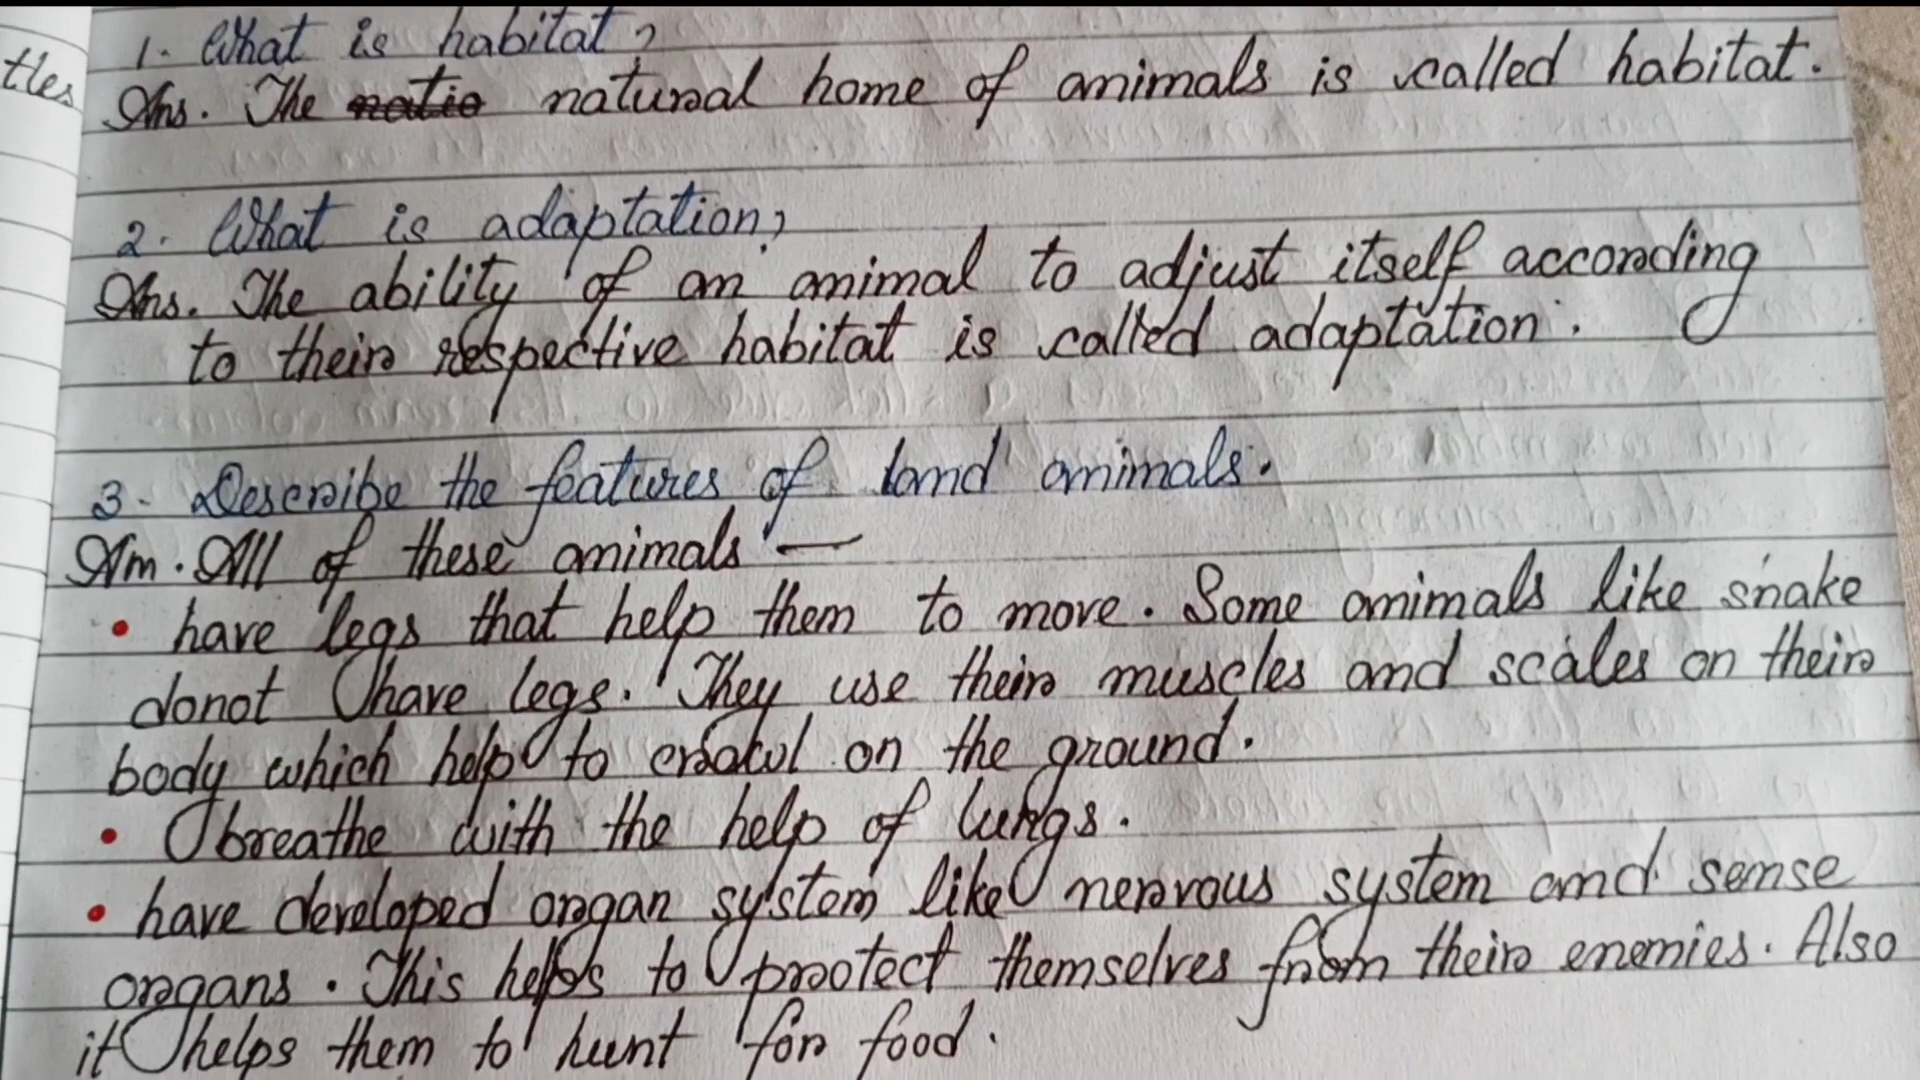 tles
1. What is habitat?
Ans. The natio natural home of animals is called habitat.
2. What is adaptation?
Ans. The ability of an animal to adjust itself according
to their respective habitat is called adaptation.
3. Describe the features of land animals.
Ans. All of these animals —
• have legs that help them to move. Some animals like snake
donot have legs. They use their muscles and scales on their
body which help to crawl on the ground.
• breathe with the help of lungs.
• have developed organ system like nervous system and sense
organs. This helps to protect themselves from their enemies. Also
it helps them to hunt for food.